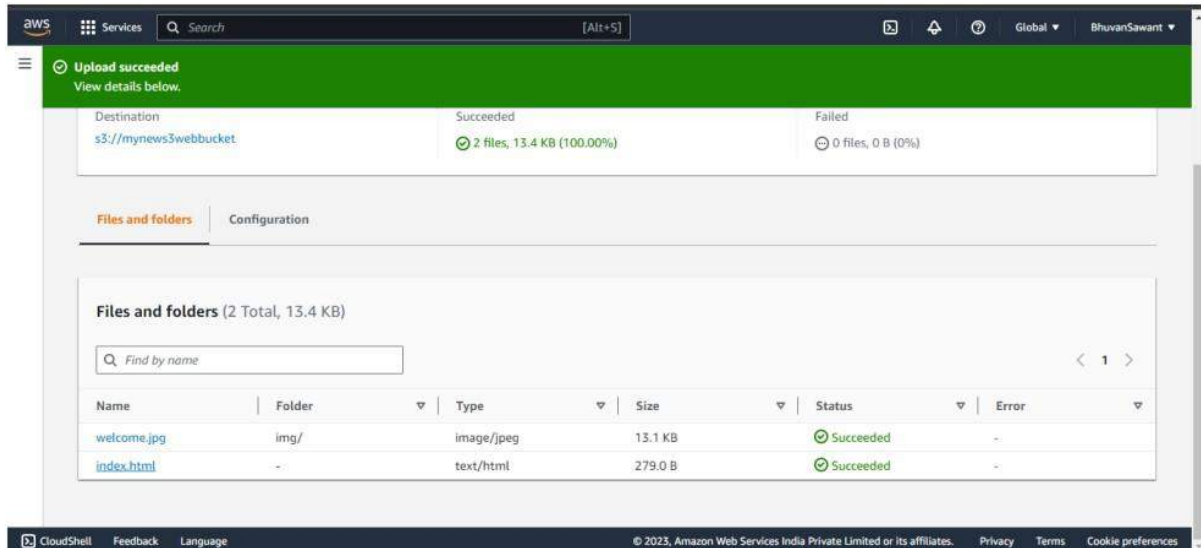 aws Services Search [Alt+S] Global BhuvanSawant
Upload succeeded
View details below.
Destination Succeeded Failed
s3://mynews3webbucket 2 files, 13.4 KB (100.00%) 0 files, 0 B (0%)
Files and folders Configuration
Files and folders (2 Total, 13.4 KB)
Find by name 1
Name Folder Type Size Status Error
welcome.jpg img/ image/jpeg 13.1 KB Succeeded -
index.html - text/html 279.0 B Succeeded -
CloudShell Feedback Language © 2023, Amazon Web Services India Private Limited or its affiliates. Privacy Terms Cookie preferences